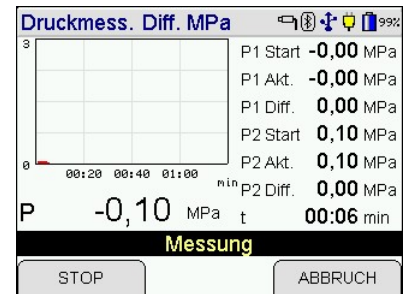 Druckmess. Diff. MPa 99%
3
P1 Start -0,00 MPa
P1 Akt. -0,00 MPa
P1 Diff. 0,00 MPa
P2 Start 0,10 MPa
P2 Akt. 0,10 MPa
P2 Diff. 0,00 MPa
0
00:20 00:40 01:00
min
P -0,10 MPa
t 00:06 min
Messung
STOP ABBRUCH